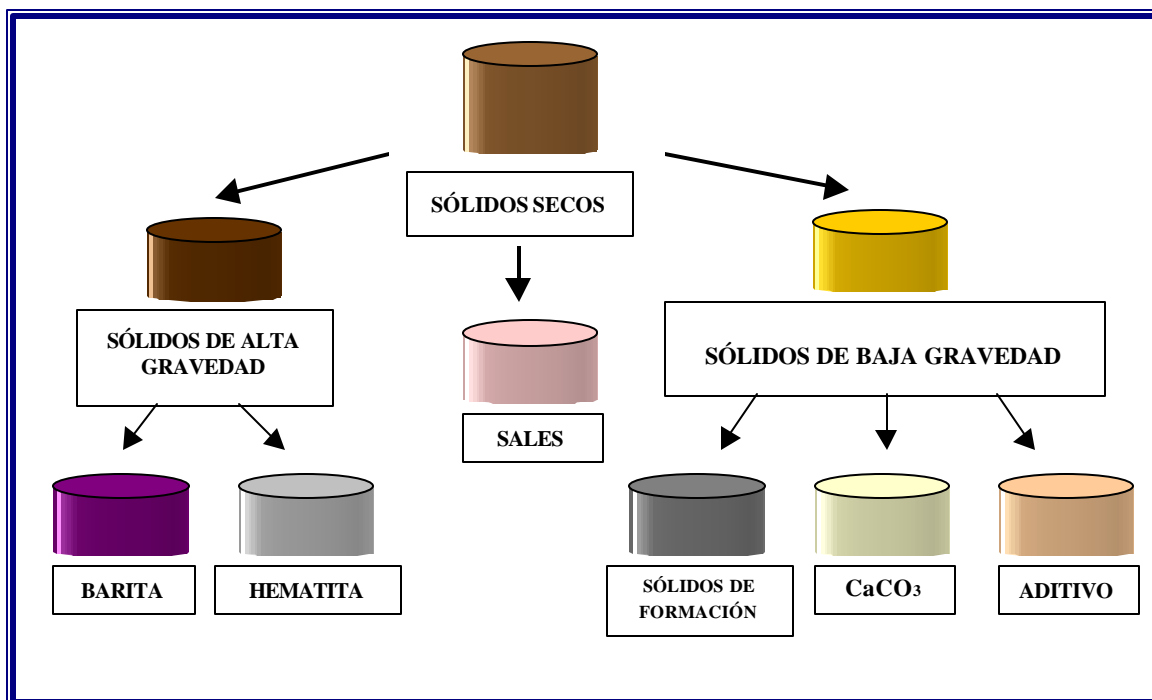 SÓLIDOS SECOS
SÓLIDOS DE ALTA
GRAVEDAD
SALES
SÓLIDOS DE BAJA GRAVEDAD
BARITA
HEMATITA
SÓLIDOS DE
FORMACIÓN
CaCO₃
ADITIVO